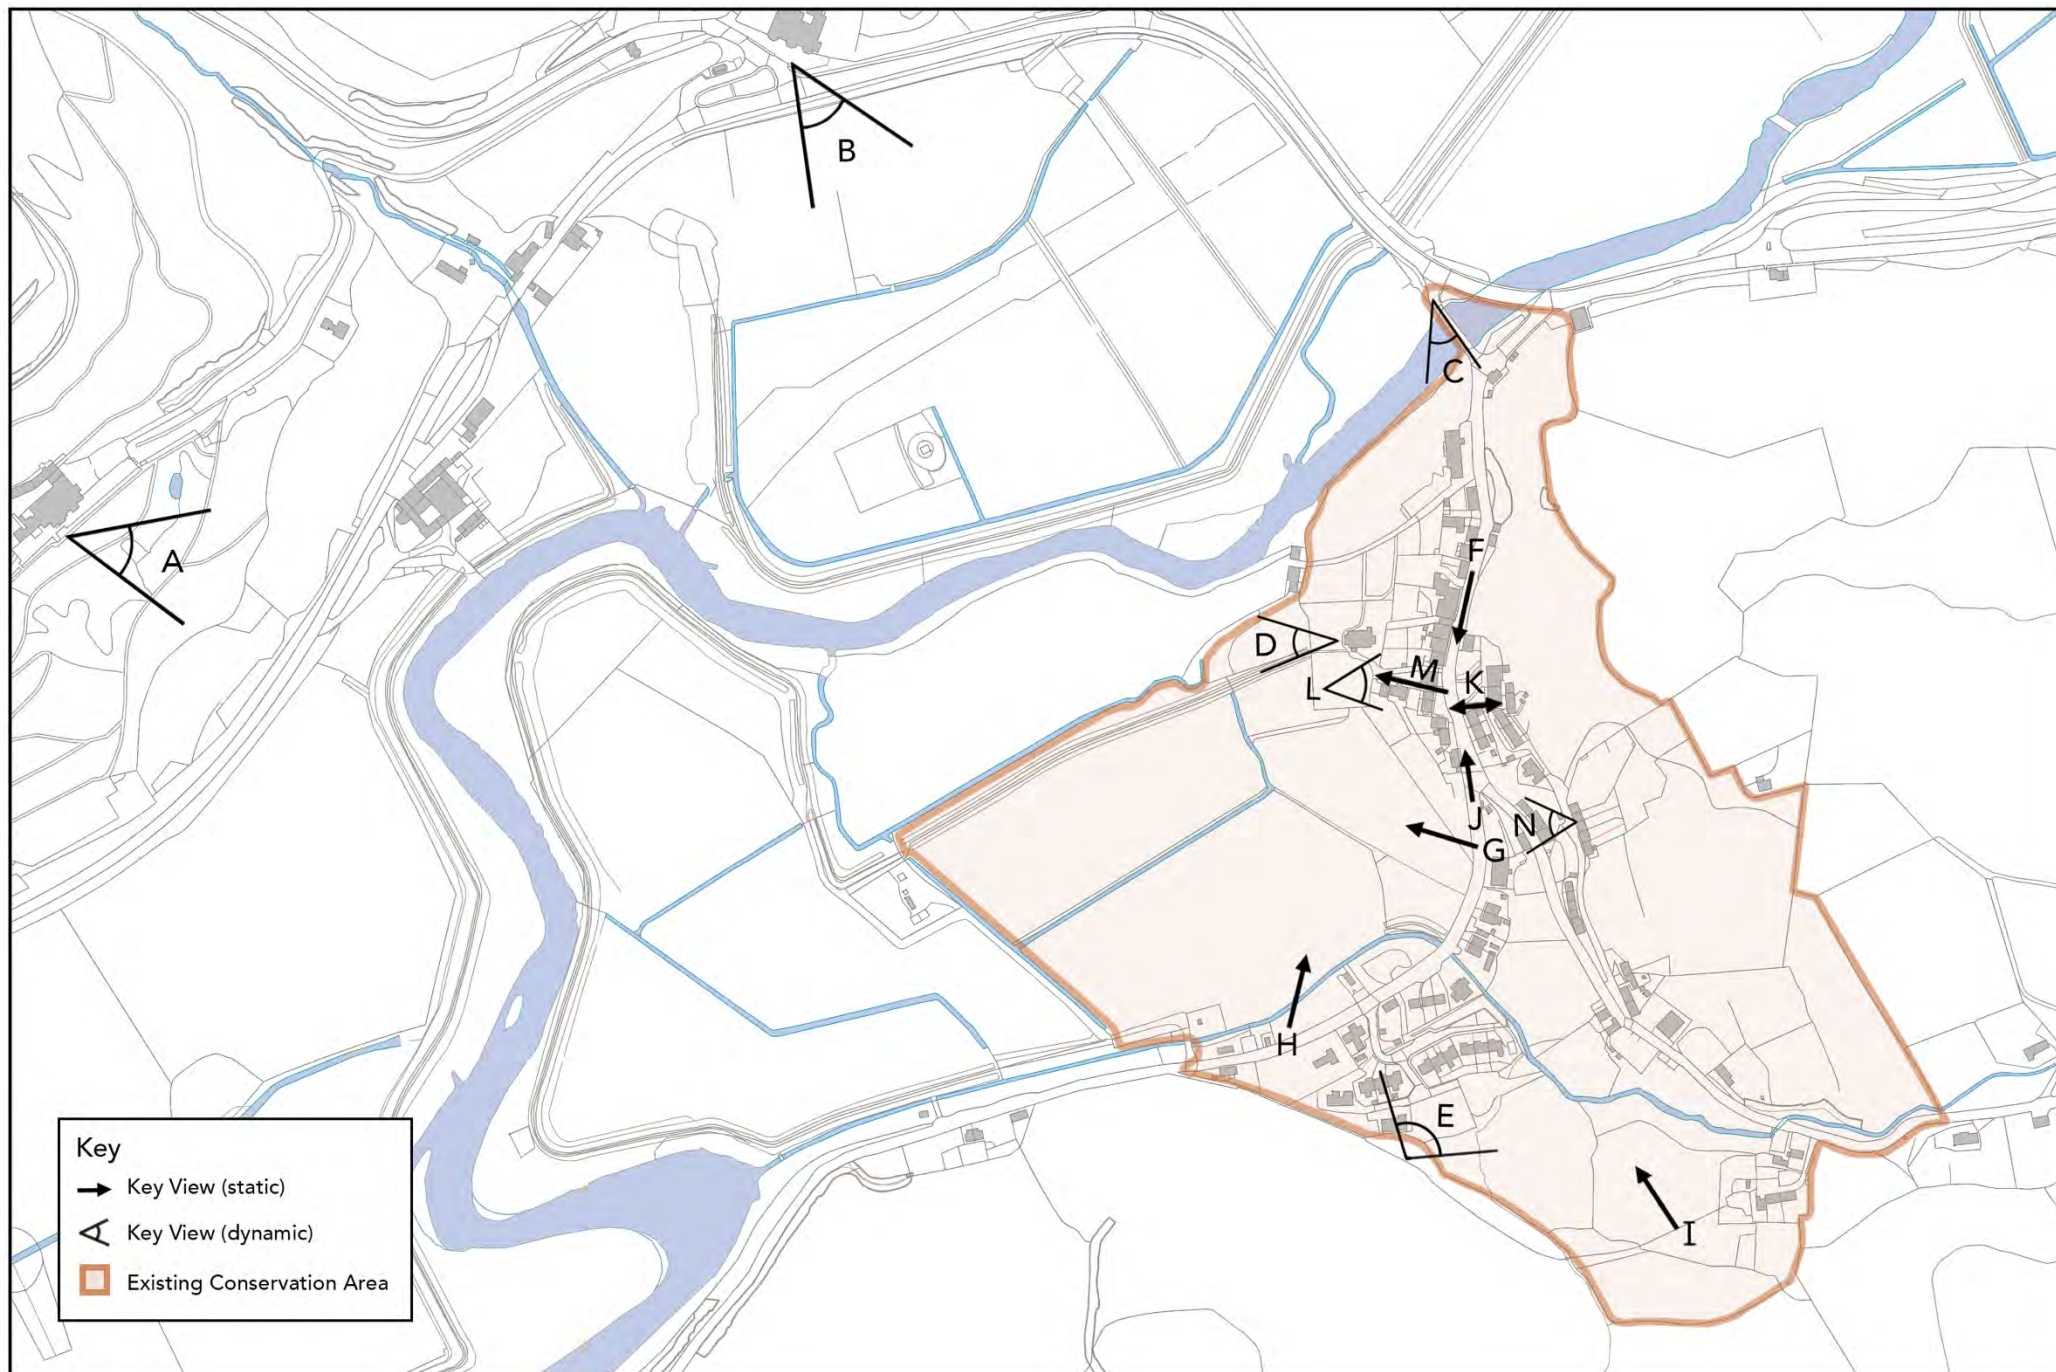 B
C
A
F
D
M
K
L
J
N
G
H
E
I
Key
Key View (static)
Key View (dynamic)
Existing Conservation Area